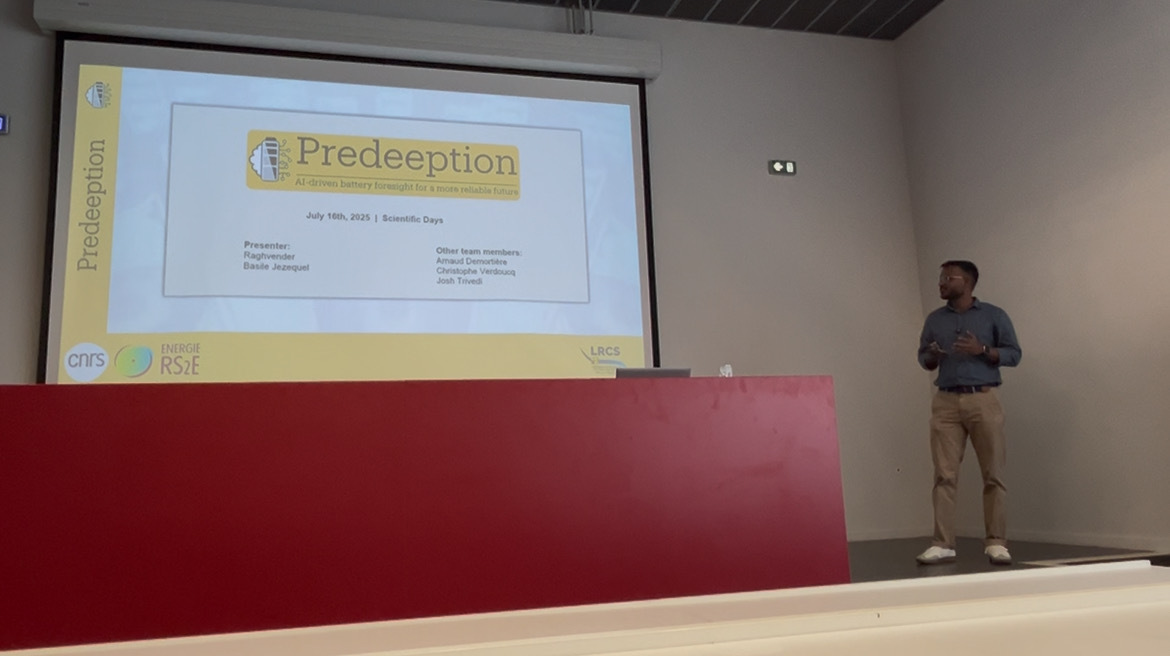 Predeeption
Predeeption
AI-driven battery foresight for a more reliable future
July 16th, 2025 | Scientific Days
Presenter:
Raghvender
Basile Jezequel
Other team members:
Arnaud Demortière
Christophe Verdoucq
Josh Trivedi
cnrs
ENERGIE
RS2E
LRCS